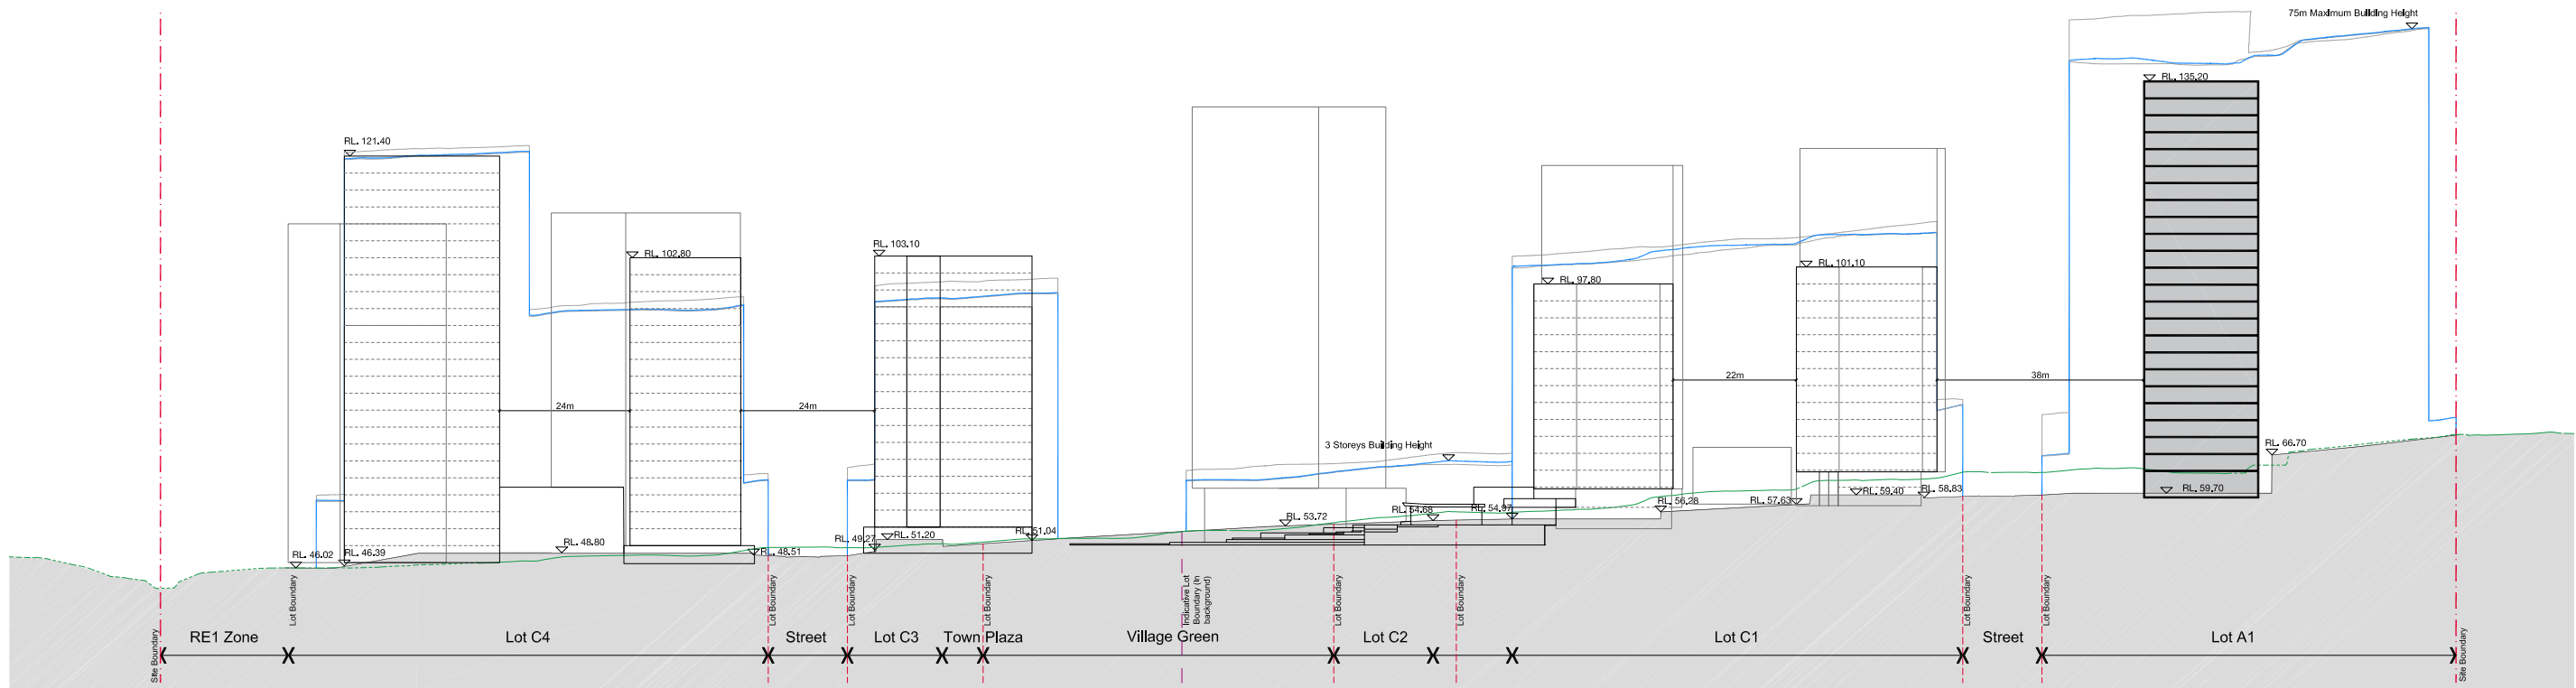 75m Maximum Building Height
RL. 135.20
RL. 121.40
RL. 103.10
RL. 102.80
RL. 101.10
RL. 97.80
22m
38m
24m
24m
3 Storeys Building Height
RL. 66.70
RL. 59.70
RL. 59.40
RL. 58.83
RL. 57.63
RL. 56.28
RL. 54.97
RL. 54.68
RL. 53.72
RL. 51.04
RL. 51.20
RL. 49.27
RL. 48.80
RL. 48.51
RL. 46.02
RL. 46.39
Lot Boundary
Lot Boundary
Lot Boundary
Lot Boundary
Indicative Lot
Boundary (In
background)
Lot Boundary
Lot Boundary
Lot Boundary
Lot Boundary
Site Boundary
RE1 Zone
Lot C4
Street
Lot C3
Town Plaza
Village Green
Lot C2
Lot C1
Street
Lot A1
Site Boundary